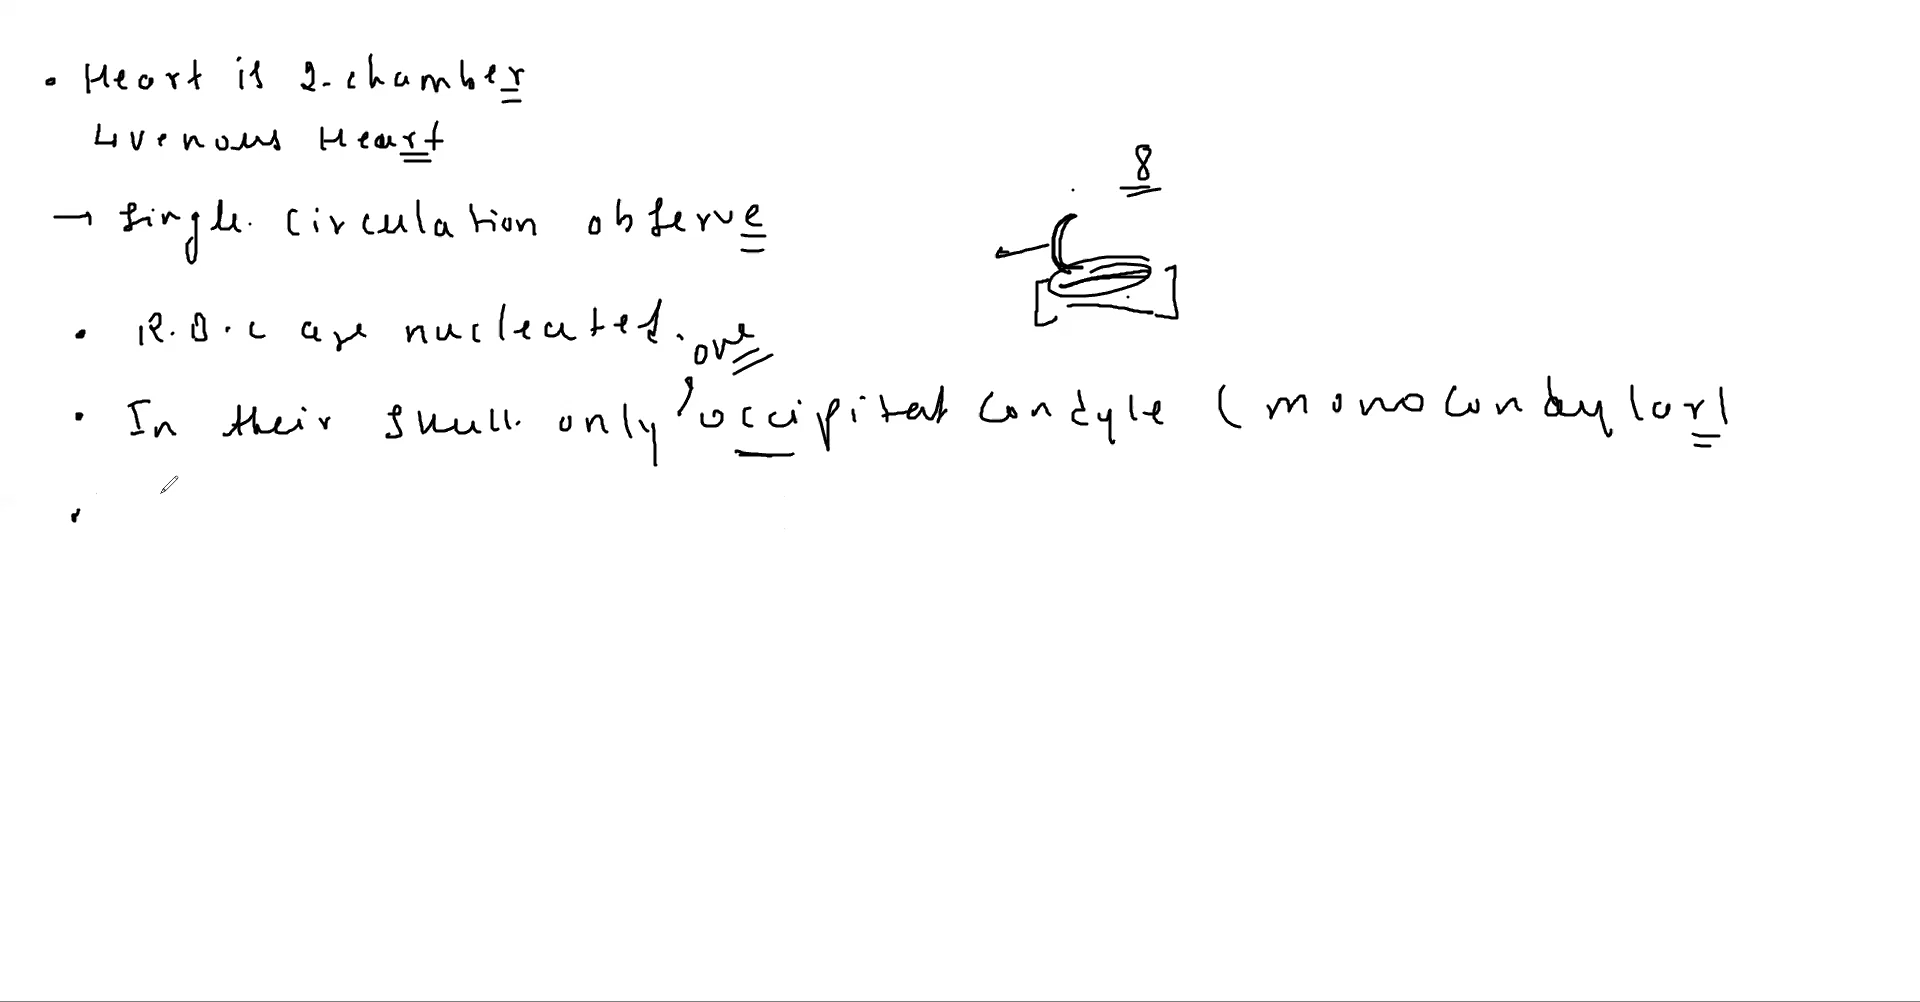 • Heart is 2-chamber
↳ venous Heart
8
→ Single circulation observe
• R.B.C are nucleated.
one
• In their skull only occipital condyle (monocondylar)
•